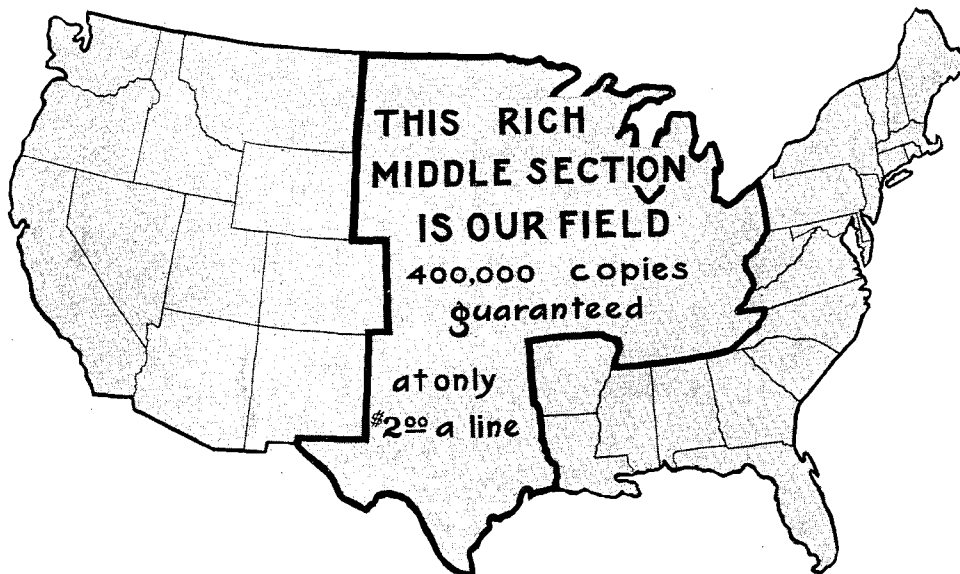 THIS RICH
MIDDLE SECTION
IS OUR FIELD
400,000 copies
guaranteed
at only
$2.00 a line